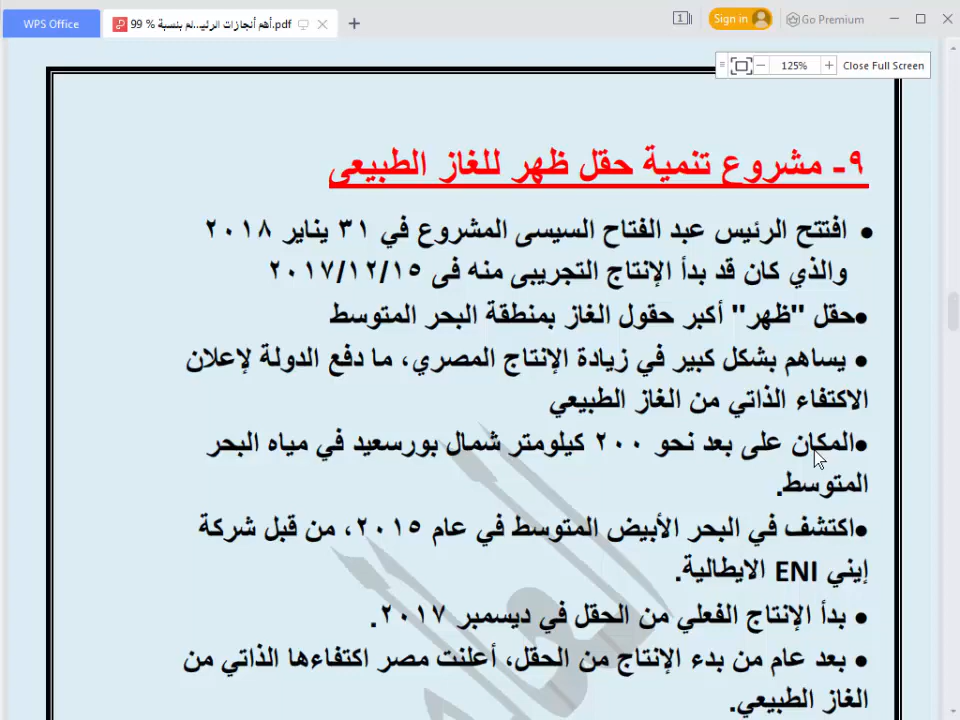 WPS Office
أهم أنجازات الرئيـ...لم بنسبة % 99.pdf
1
Sign in
Go Premium
125%
Close Full Screen
٩- مشروع تنمية حقل ظهر للغاز الطبيعى
• افتتح الرئيس عبد الفتاح السيسى المشروع في ٣١ يناير ٢٠١٨
والذي كان قد بدأ الإنتاج التجريبى منه فى ٢٠١٧/١٢/١٥
•حقل "ظهر" أكبر حقول الغاز بمنطقة البحر المتوسط
• يساهم بشكل كبير في زيادة الإنتاج المصري، ما دفع الدولة لإعلان
الاكتفاء الذاتي من الغاز الطبيعي
•المكان على بعد نحو ٢٠٠ كيلومتر شمال بورسعيد في مياه البحر
المتوسط.
•اكتشف في البحر الأبيض المتوسط في عام ٢٠١٥، من قبل شركة
إيني ENI الايطالية.
• بدأ الإنتاج الفعلي من الحقل في ديسمبر ٢٠١٧.
• بعد عام من بدء الإنتاج من الحقل، أعلنت مصر اكتفاءها الذاتي من
الغاز الطبيعي.